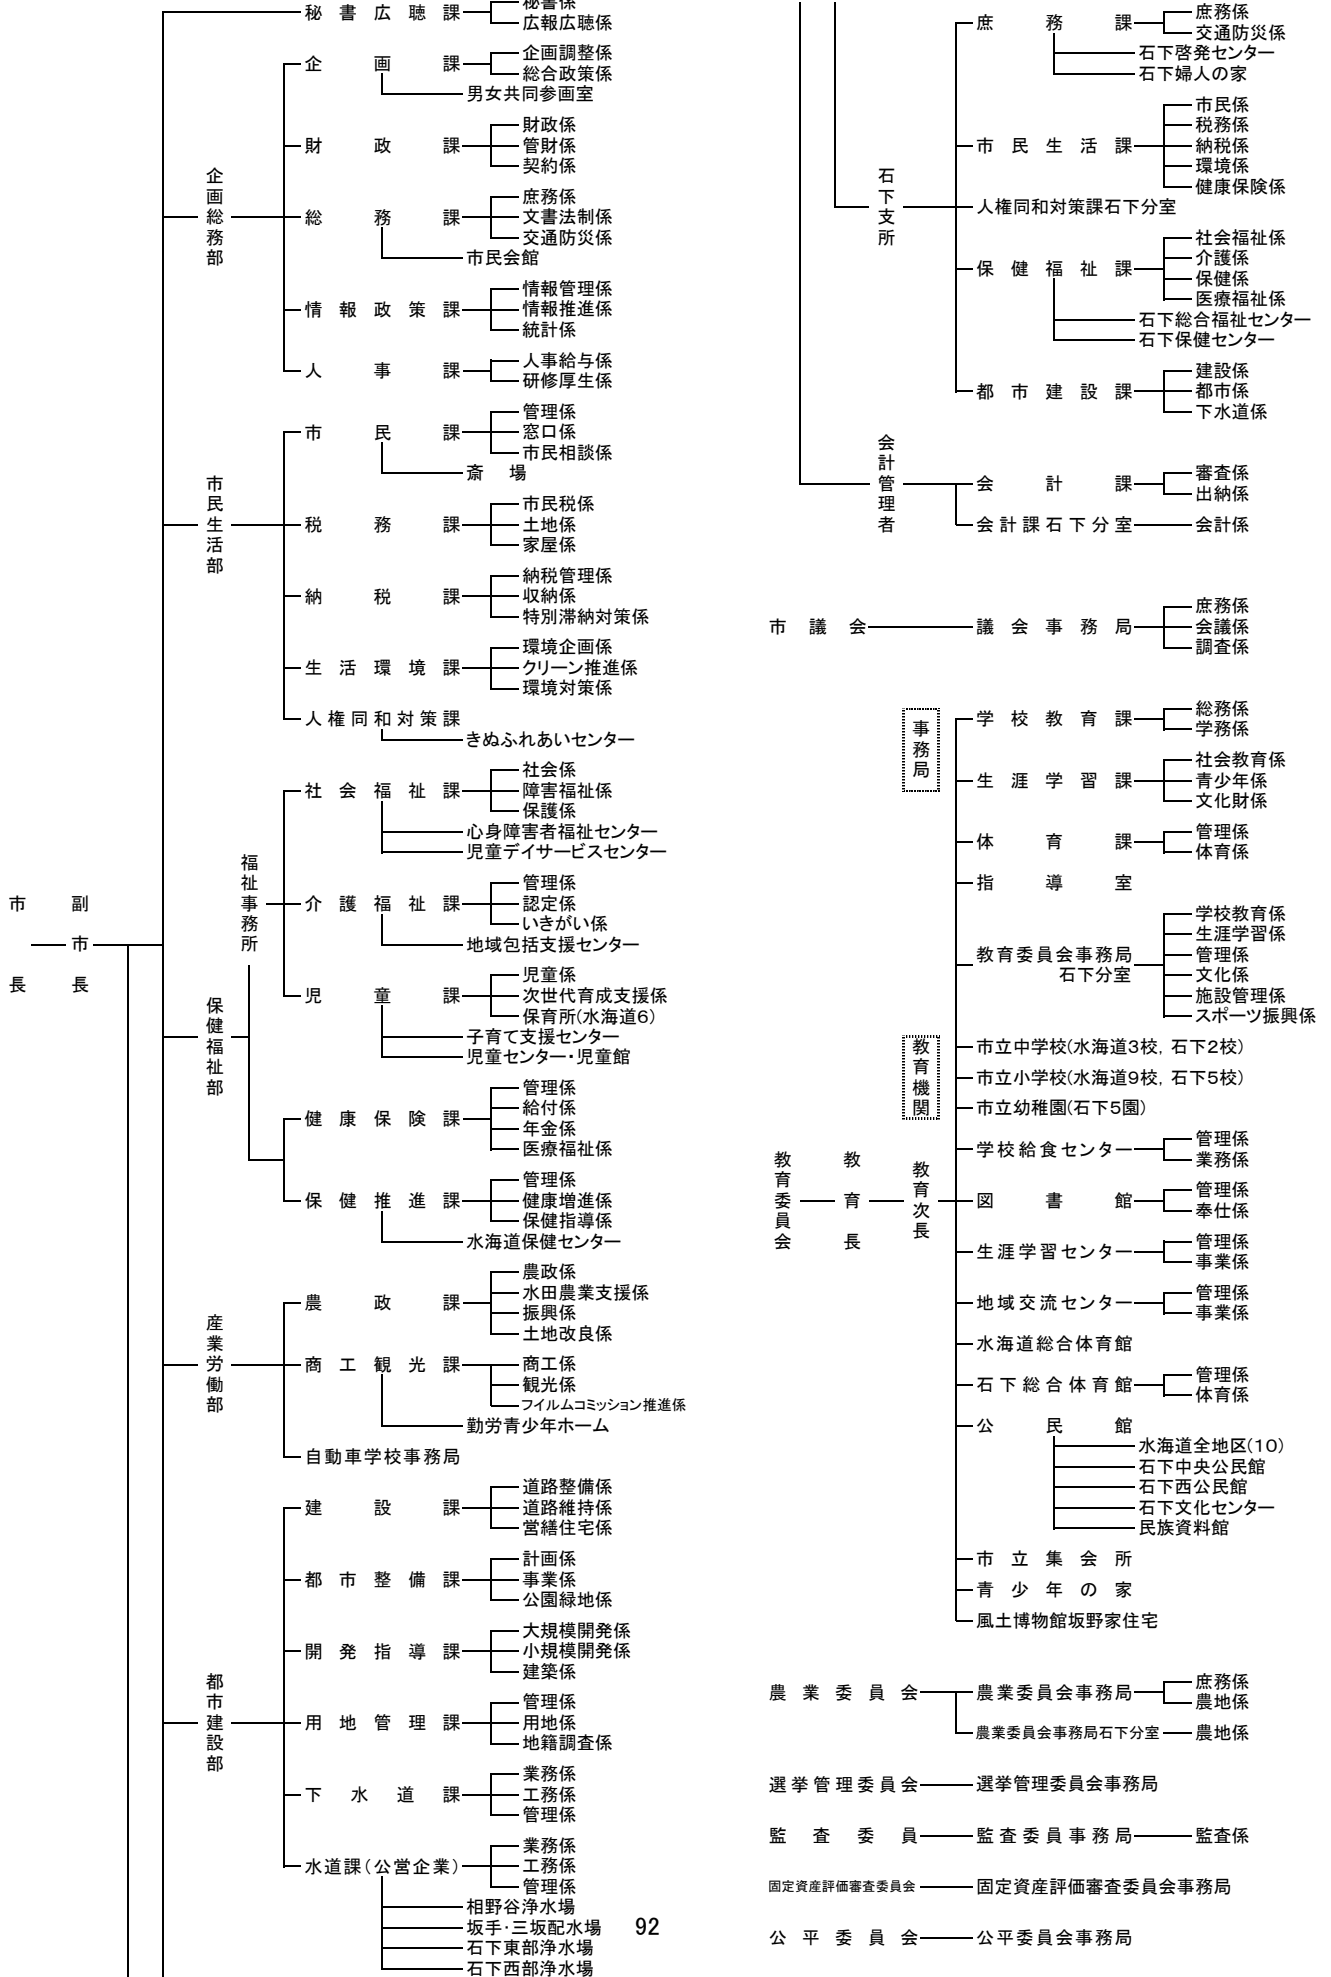 市長
副市長
秘書広聴課
秘書係
広報広聴係
企画総務部
企画課
企画調整係
総合政策係
男女共同参画室
財政課
財政係
管財係
契約係
総務課
庶務係
文書法制係
交通防災係
市民会館
情報政策課
情報管理係
情報推進係
統計係
人事課
人事給与係
研修厚生係
市民生活部
市民課
管理係
窓口係
市民相談係
斎場
税務課
市民税係
土地係
家屋係
納税課
納税管理係
収納係
特別滞納対策係
生活環境課
環境企画係
クリーン推進係
環境対策係
人権同和対策課
きぬふれあいセンター
保健福祉部
福祉事務所
社会福祉課
社会係
障害福祉係
保護係
心身障害者福祉センター
児童デイサービスセンター
介護福祉課
管理係
認定係
いきがい係
地域包括支援センター
児童課
児童係
次世代育成支援係
保育所(水海道6)
子育て支援センター
児童センター・児童館
健康保険課
管理係
給付係
年金係
医療福祉係
保健推進課
管理係
健康増進係
保健指導係
水海道保健センター
産業労働部
農政課
農政係
水田農業支援係
振興係
土地改良係
商工観光課
商工係
観光係
フイルムコミッション推進係
勤労青少年ホーム
自動車学校事務局
都市建設部
建設課
道路整備係
道路維持係
営繕住宅係
都市整備課
計画係
事業係
公園緑地係
開発指導課
大規模開発係
小規模開発係
建築係
用地管理課
管理係
用地係
地籍調査係
下水道課
業務係
工務係
管理係
水道課(公営企業)
業務係
工務係
管理係
相野谷浄水場
坂手・三坂配水場
石下東部浄水場
石下西部浄水場
92
石下支所
庶務課
庶務係
交通防災係
石下啓発センター
石下婦人の家
市民生活課
市民係
税務係
納税係
環境係
健康保険係
人権同和対策課石下分室
保健福祉課
社会福祉係
介護係
保健係
医療福祉係
石下総合福祉センター
石下保健センター
都市建設課
建設係
都市係
下水道係
会計管理者
会計課
審査係
出納係
会計課石下分室
会計係
市議会
議会事務局
庶務係
会議係
調査係
教育委員会
教育長
教育次長
事務局
学校教育課
総務係
学務係
生涯学習課
社会教育係
青少年係
文化財係
体育課
管理係
体育係
指導室
教育委員会事務局
石下分室
学校教育係
生涯学習係
管理係
文化係
施設管理係
スポーツ振興係
教育機関
市立中学校(水海道3校, 石下2校)
市立小学校(水海道9校, 石下5校)
市立幼稚園(石下5園)
学校給食センター
管理係
業務係
図書館
管理係
奉仕係
生涯学習センター
管理係
事業係
地域交流センター
管理係
事業係
水海道総合体育館
石下総合体育館
管理係
体育係
公民館
水海道全地区(10)
石下中央公民館
石下西公民館
石下文化センター
民族資料館
市立集会所
青少年の家
風土博物館坂野家住宅
農業委員会
農業委員会事務局
庶務係
農地係
農業委員会事務局石下分室
農地係
選挙管理委員会
選挙管理委員会事務局
監査委員
監査委員事務局
監査係
固定資産評価審査委員会
固定資産評価審査委員会事務局
公平委員会
公平委員会事務局